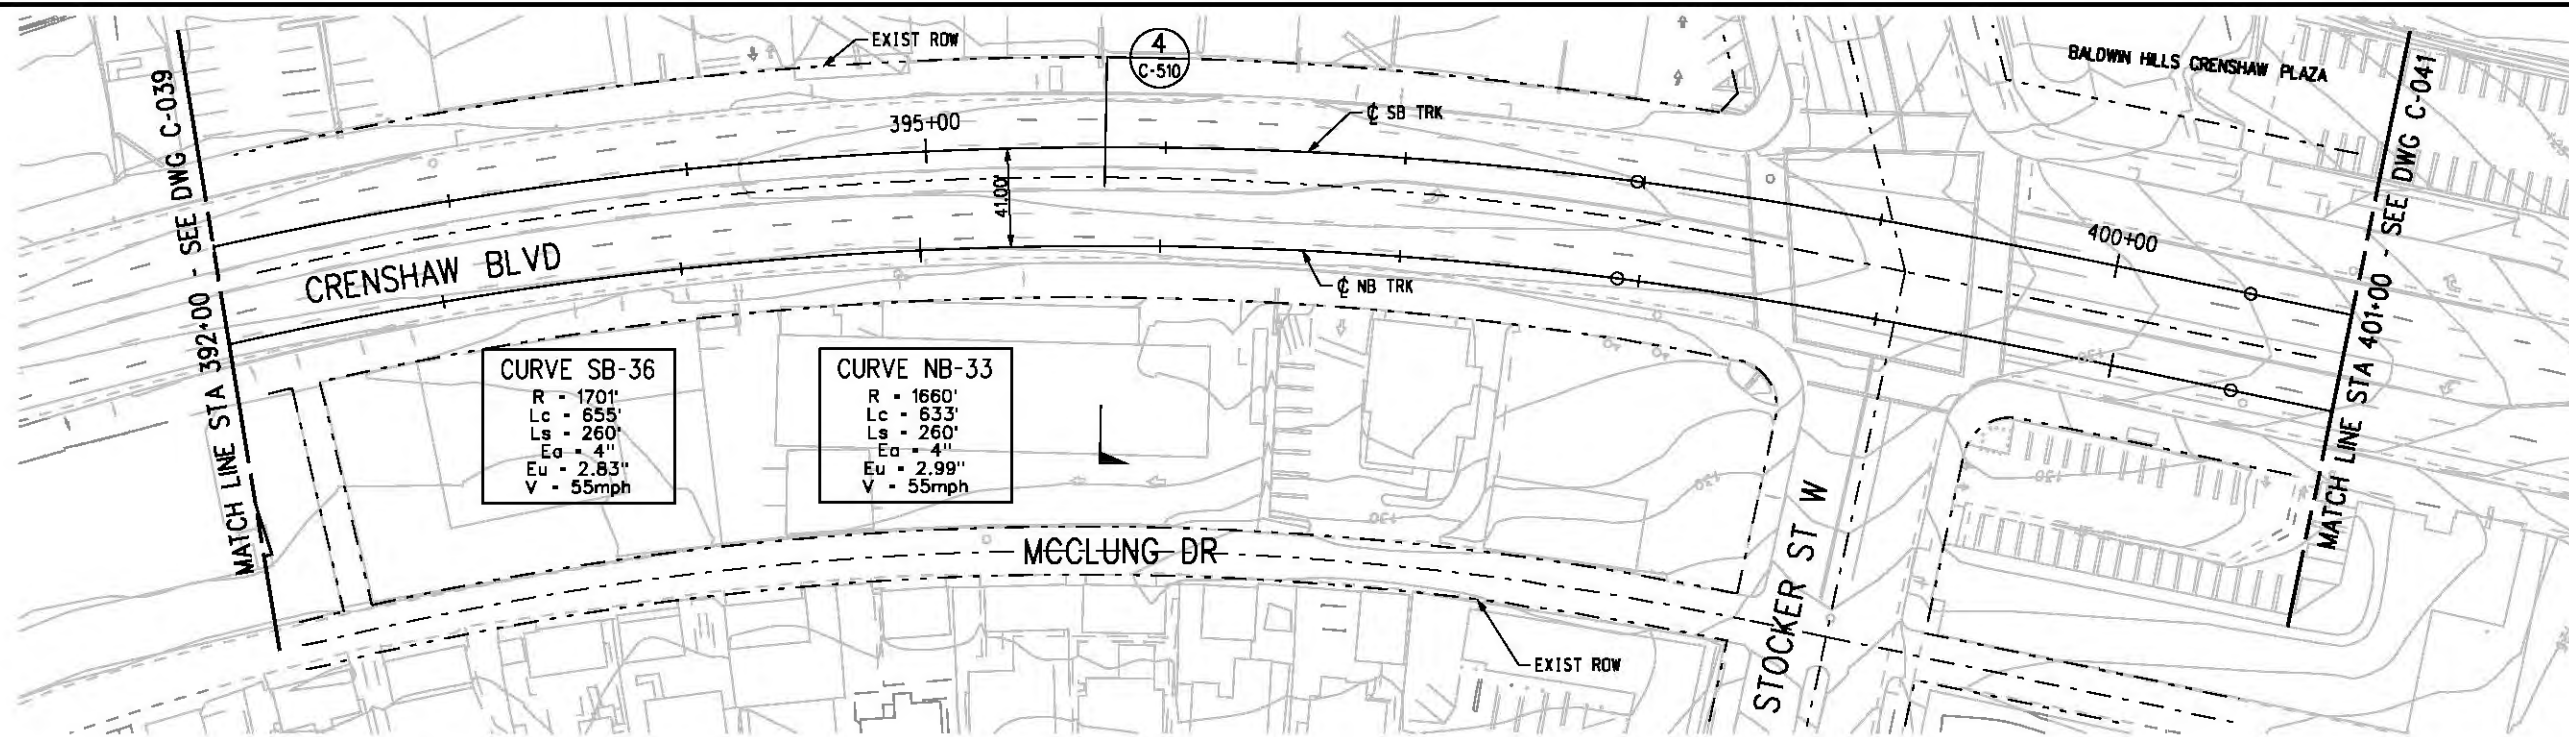 EXIST ROW
4
C-510
BALDWIN HILLS CRENSHAW PLAZA
MATCH LINE STA 392+00 - SEE DWG C-039
395+00
℄ SB TRK
41.00'
CRENSHAW BLVD
℄ NB TRK
400+00
MATCH LINE STA 401+00 - SEE DWG C-041
CURVE SB-36
R - 1701'
Lc - 655'
Ls - 260'
Ea - 4"
Eu - 2.83"
V - 55mph
CURVE NB-33
R - 1660'
Lc - 633'
Ls - 260'
Ea - 4"
Eu - 2.99"
V - 55mph
130
130
130
MCCLUNG DR
STOCKER ST W
EXIST ROW